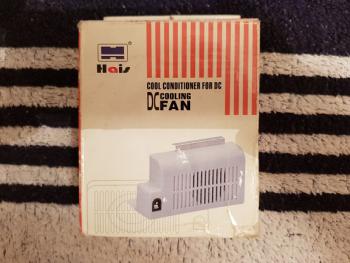 Hais
COOL CONDITIONER FOR DC
DC COOLING
FAN